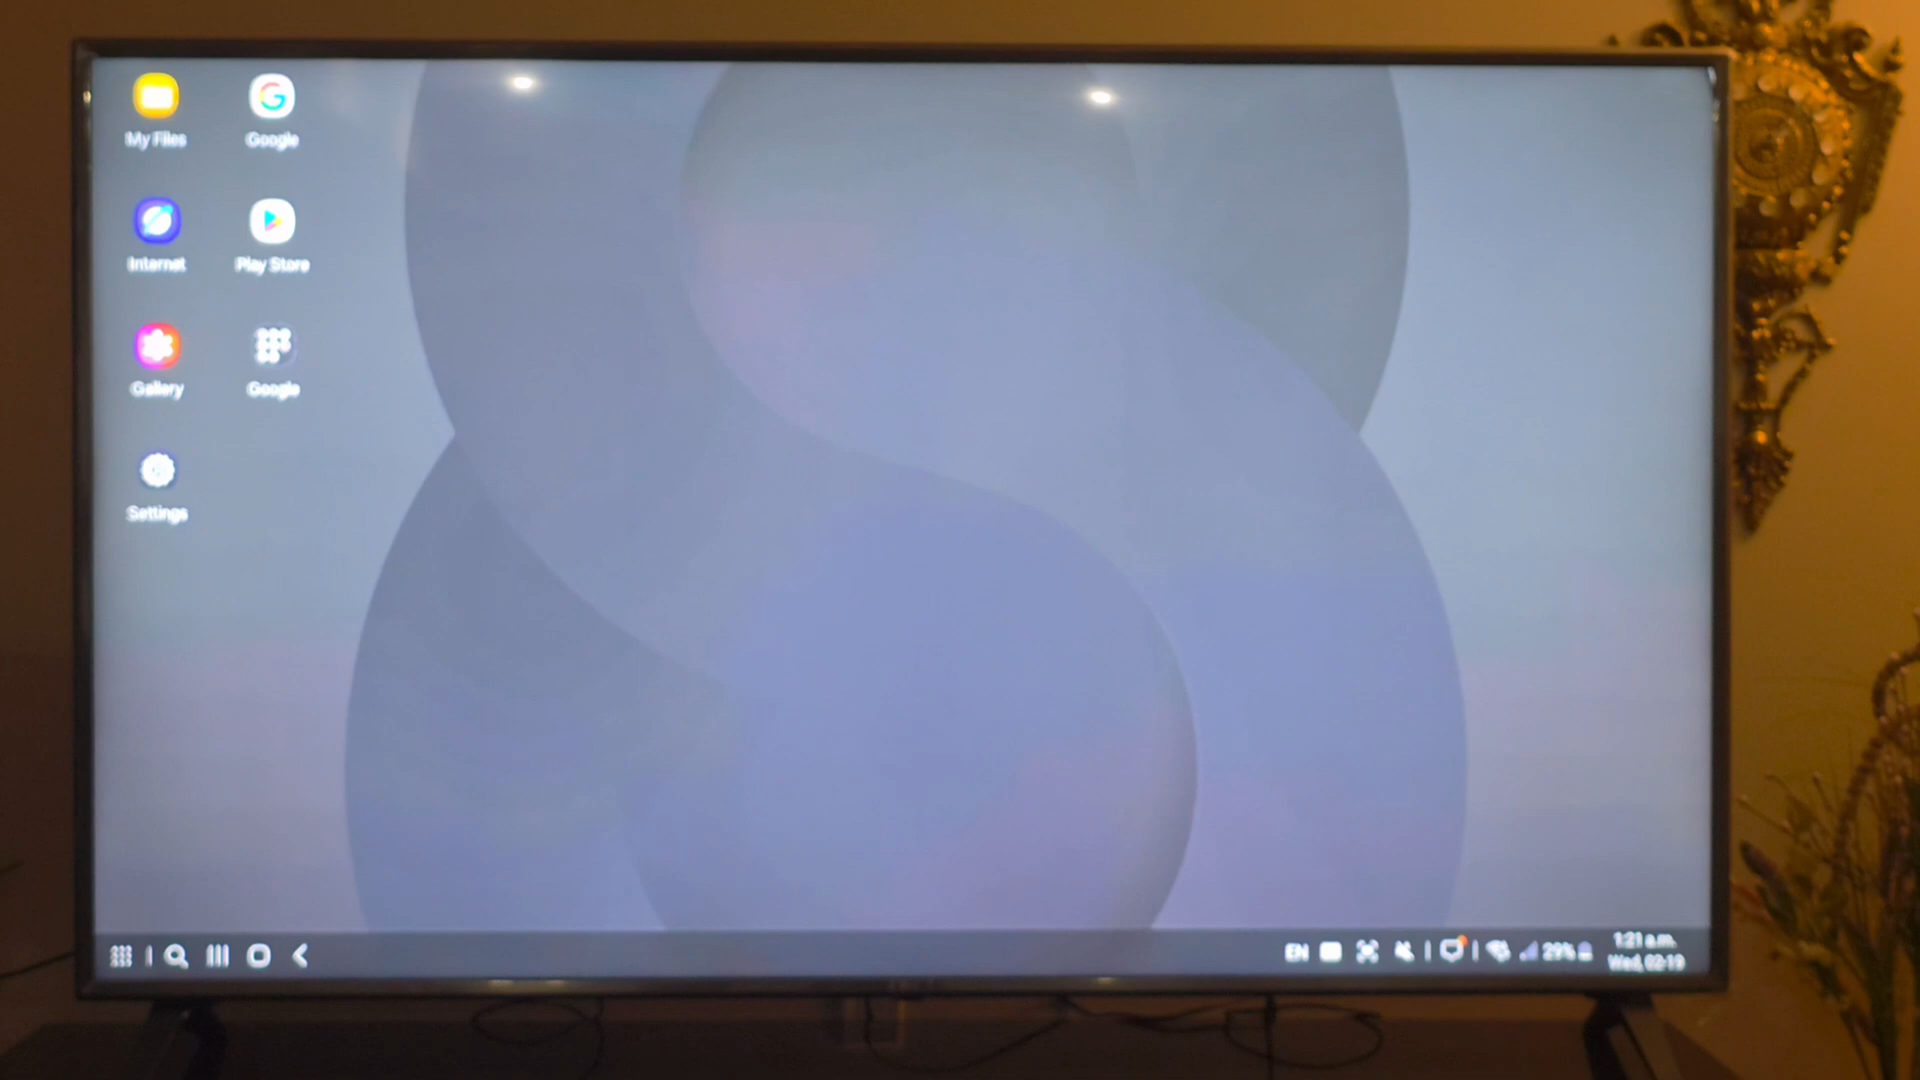 My Files
Google
Internet
Play Store
Gallery
Google
Settings
EN
29%
1:21 a.m.
Wed, 02-19